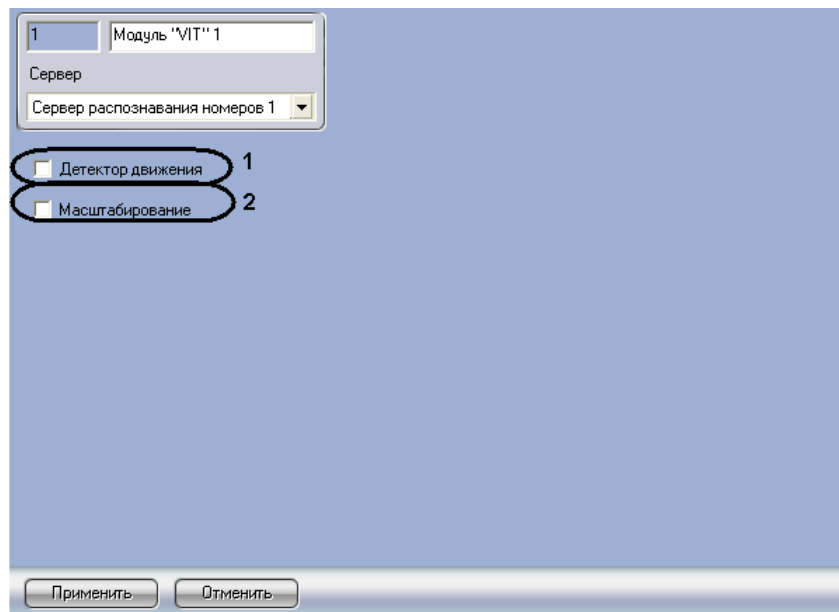 1 Модуль "VIT" 1
Сервер
Сервер распознавания номеров 1
Детектор движения 1
Масштабирование 2
Применить Отменить